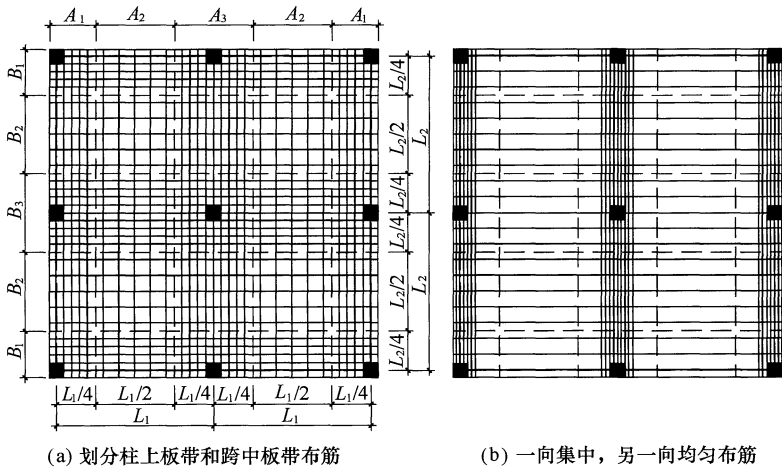 A₁ A₂ A₃ A₂ A₁
B₁
B₂
B₃
B₂
B₁
L₂/4
L₂/2
L₂/4
L₂/4
L₂/2
L₂/4
L₂
L₂
L₁/4 L₁/2 L₁/4 L₁/4 L₁/2 L₁/4
L₁ L₁
(a) 划分柱上板带和跨中板带布筋
(b) 一向集中，另一向均匀布筋